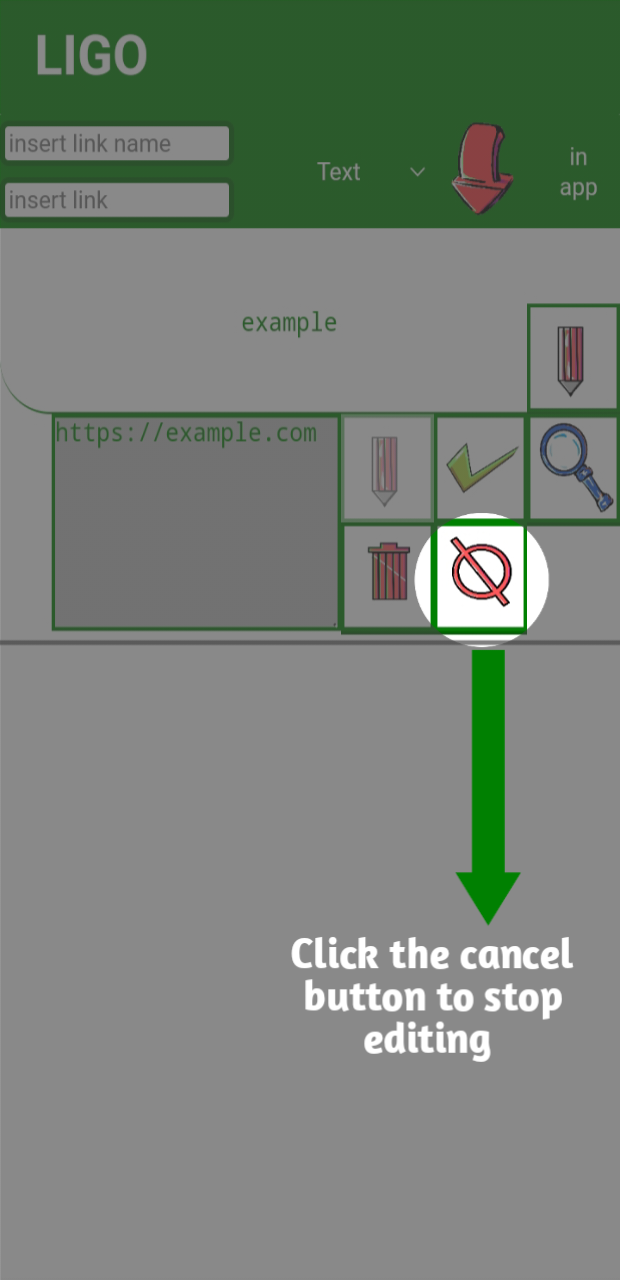 LIGO
insert link name
insert link
Text
in
app
example
https://example.com
Click the cancel
button to stop
editing